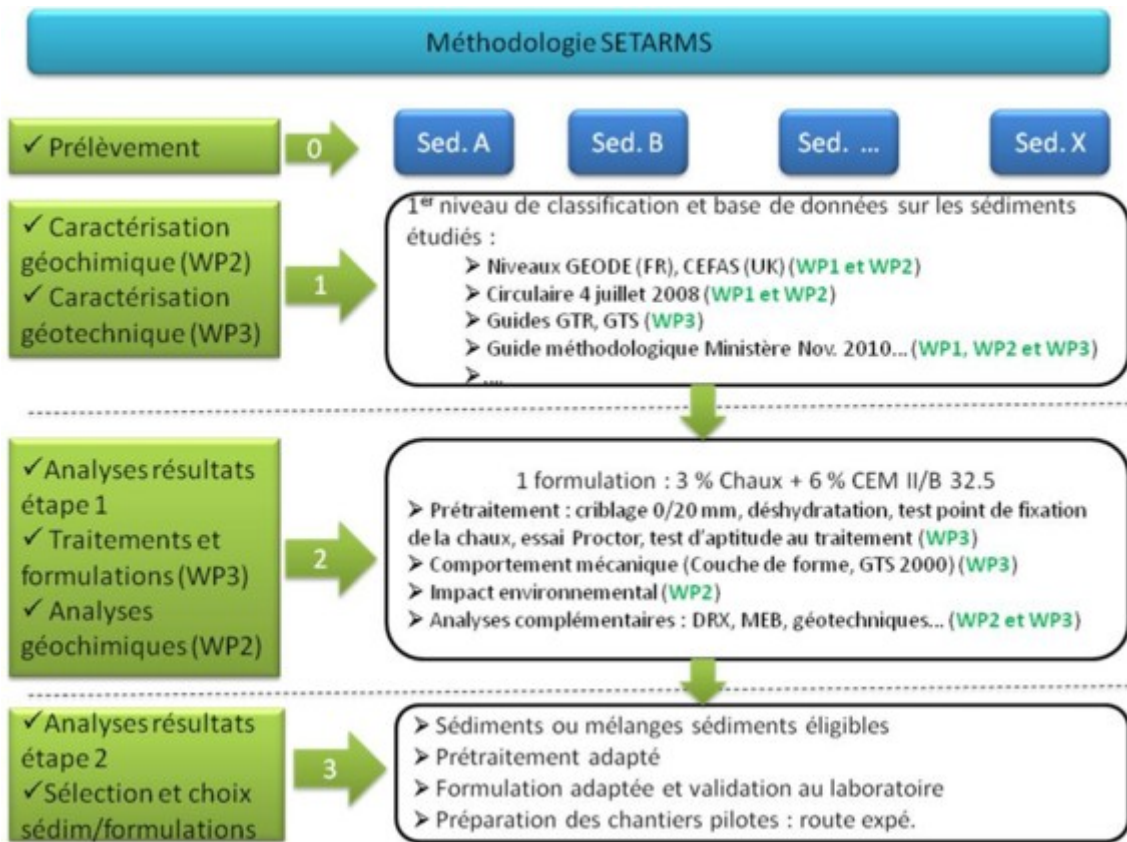 Méthodologie SETARMS
✓ Prélèvement
0
Sed. A
Sed. B
Sed. ...
Sed. X
✓ Caractérisation
géochimique (WP2)
✓ Caractérisation
géotechnique (WP3)
1
1er niveau de classification et base de données sur les sédiments
étudiés :
➤ Niveaux GEODE (FR), CEFAS (UK) (WP1 et WP2)
➤ Circulaire 4 juillet 2008 (WP1 et WP2)
➤ Guides GTR, GTS (WP3)
➤ Guide méthodologique Ministère Nov. 2010... (WP1, WP2 et WP3)
➤....
✓Analyses résultats
étape 1
✓ Traitements et
formulations (WP3)
✓ Analyses
géochimiques (WP2)
2
1 formulation : 3 % Chaux + 6 % CEM II/B 32.5
➤ Prétraitement : criblage 0/20 mm, déshydratation, test point de fixation
de la chaux, essai Proctor, test d'aptitude au traitement (WP3)
➤ Comportement mécanique (Couche de forme, GTS 2000) (WP3)
➤ Impact environnemental (WP2)
➤ Analyses complémentaires : DRX, MEB, géotechniques... (WP2 et WP3)
✓Analyses résultats
étape 2
✓Sélection et choix
sédim/formulations
3
➤ Sédiments ou mélanges sédiments éligibles
➤ Prétraitement adapté
➤ Formulation adaptée et validation au laboratoire
➤ Préparation des chantiers pilotes : route expé.